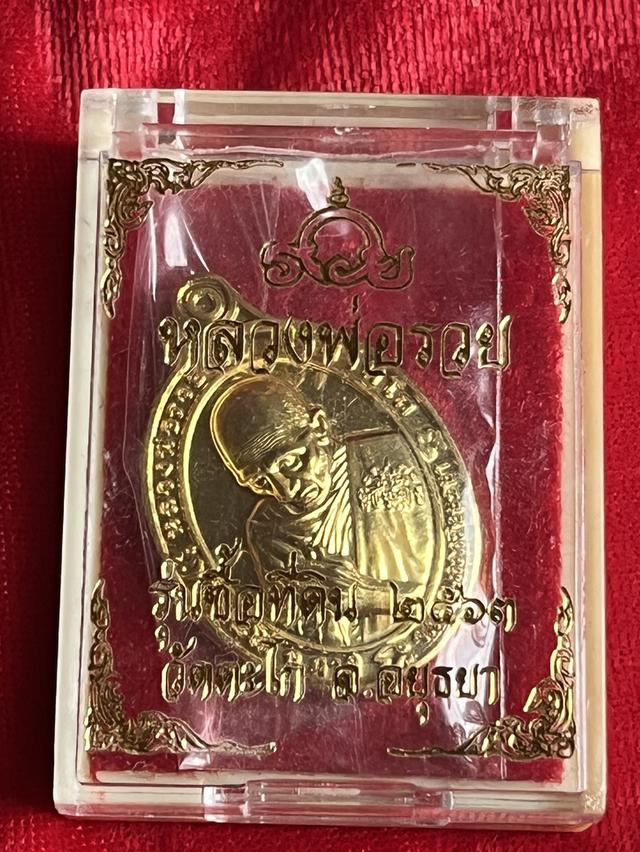 หลวงพ่อรวย
รุ่นซื้อที่ดิน ๒๕๖๓
วัดตะโก จ.อยุธยา